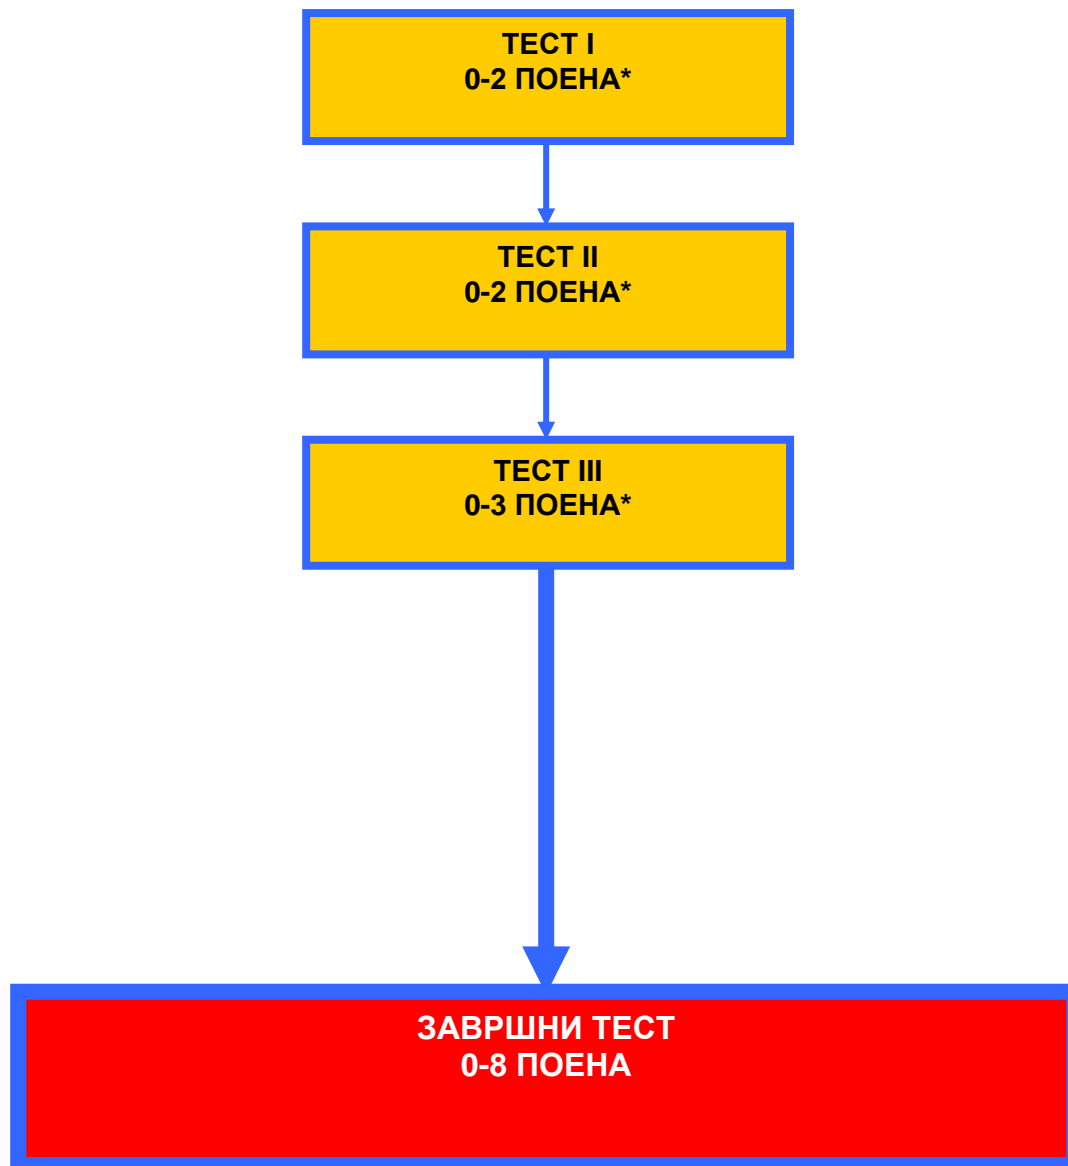 ТЕСТ I
0-2 ПОЕНА*
ТЕСТ II
0-2 ПОЕНА*
ТЕСТ III
0-3 ПОЕНА*
ЗАВРШНИ ТЕСТ
0-8 ПОЕНА